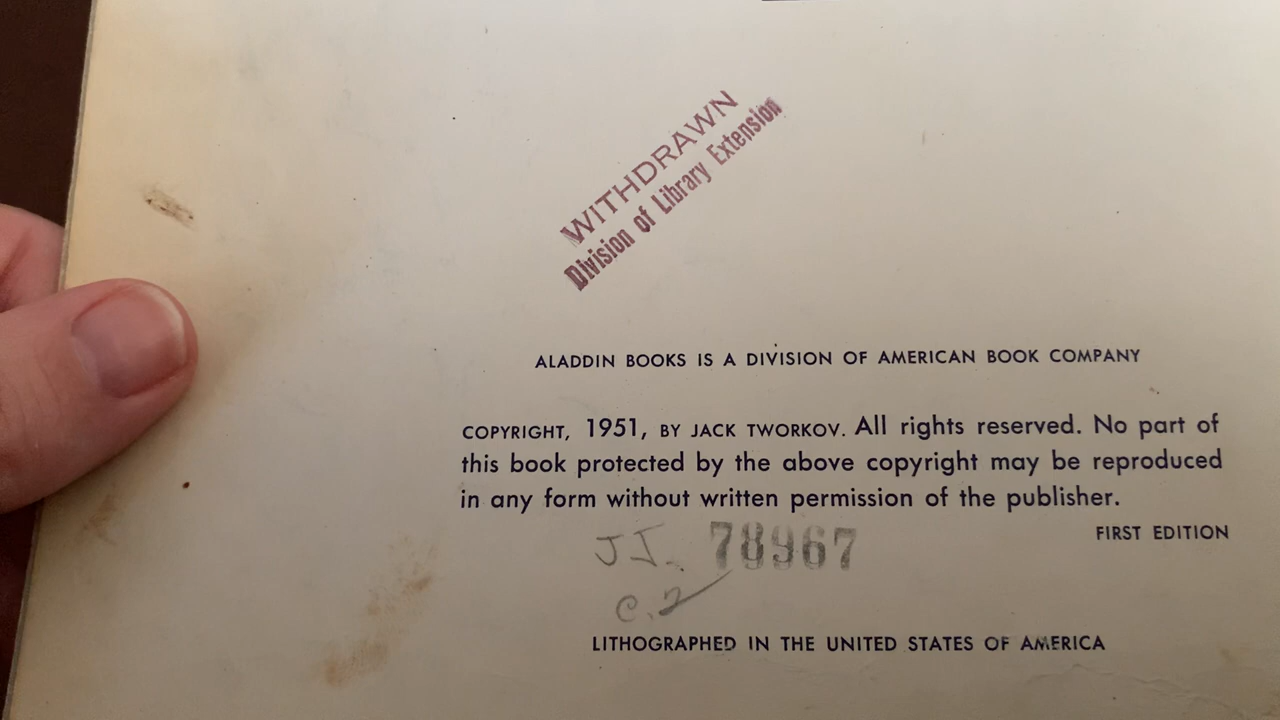 WITHDRAWN
Division of Library Extension
ALADDIN BOOKS IS A DIVISION OF AMERICAN BOOK COMPANY
COPYRIGHT, 1951, BY JACK TWORKOV. All rights reserved. No part of
this book protected by the above copyright may be reproduced
in any form without written permission of the publisher.
FIRST EDITION
JJ. 78967
C.2
LITHOGRAPHED IN THE UNITED STATES OF AMERICA